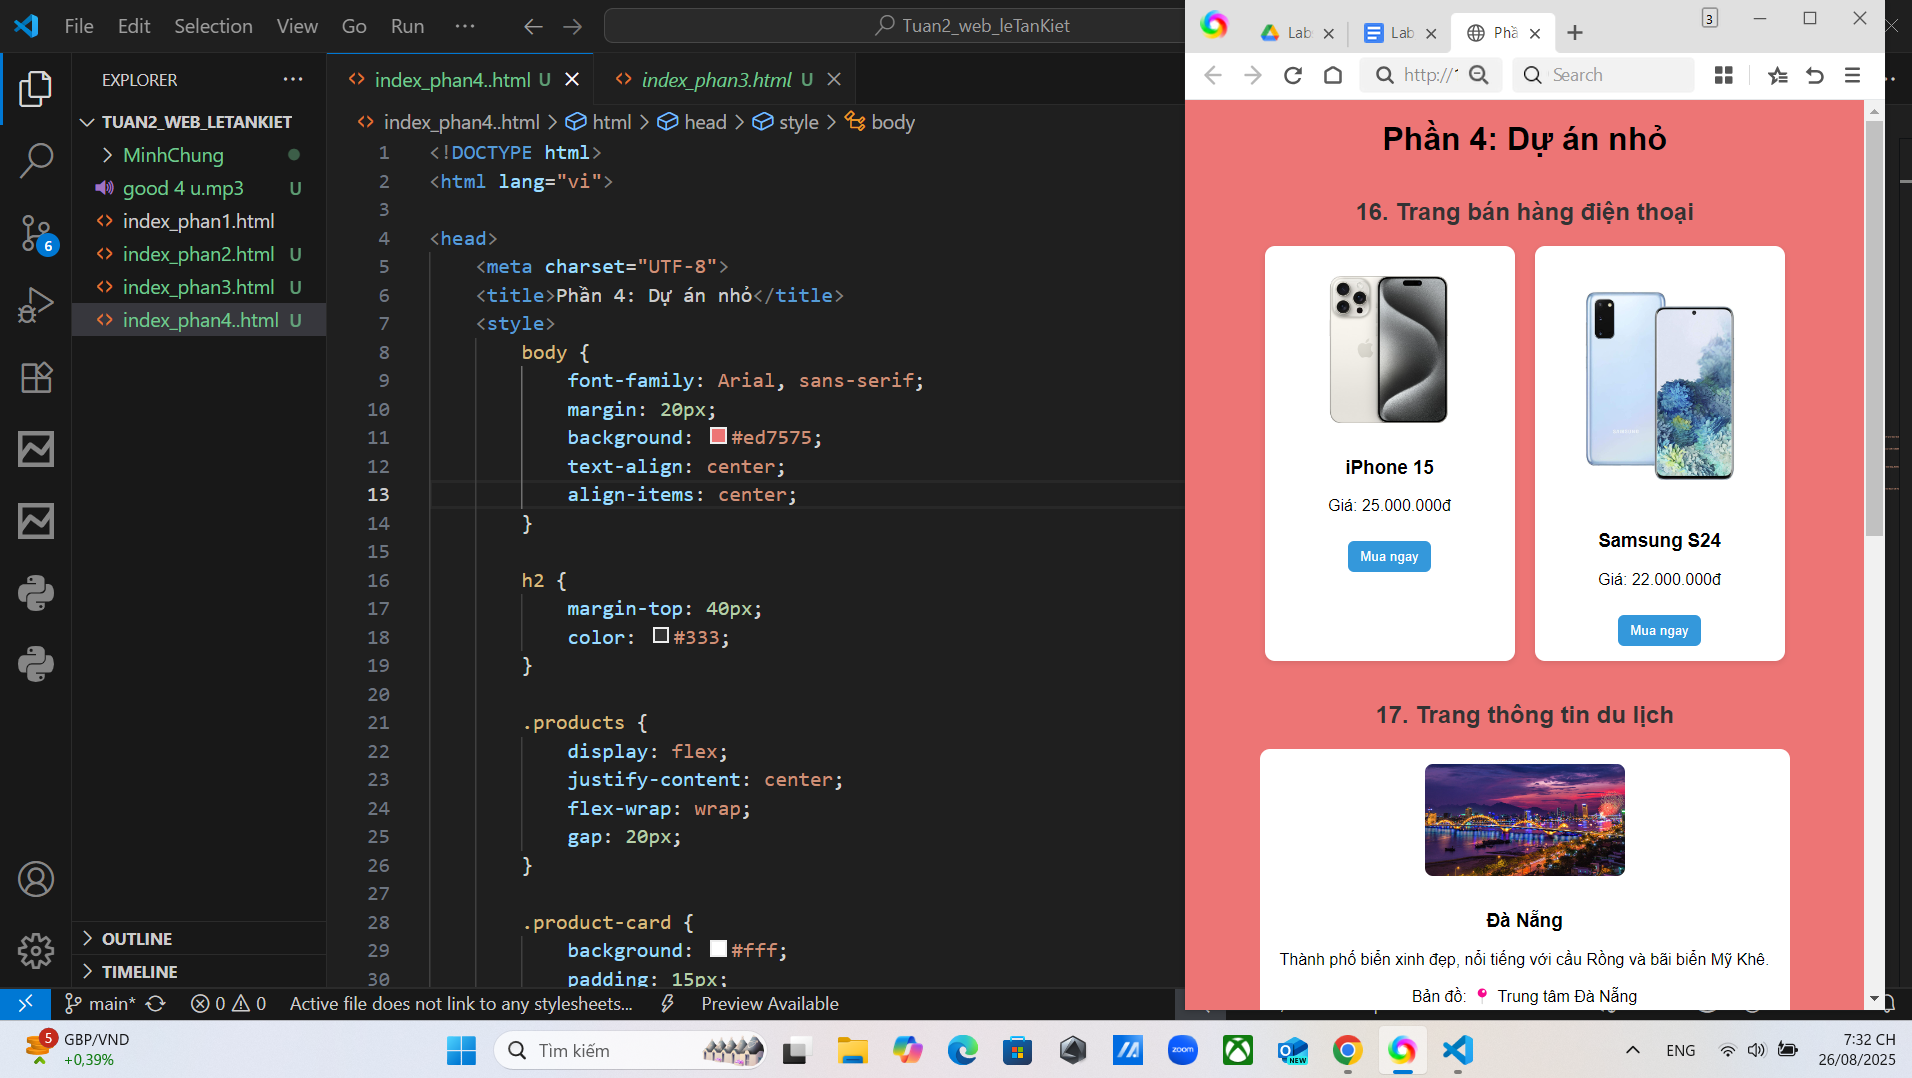 File Edit Selection View Go Run ··· Tuan2_web_leTanKiet
EXPLORER
TUAN2_WEB_LETANKIET
MinhChung
good 4 u.mp3 U
index_phan1.html
index_phan2.html U
index_phan3.html U
index_phan4..html U
6
OUTLINE
TIMELINE
index_phan4..html U
index_phan3.html U
index_phan4..html > html > head > style > body
1 <!DOCTYPE html>
2 <html lang="vi">
3
4 <head>
5 <meta charset="UTF-8">
6 <title>Phần 4: Dự án nhỏ</title>
7 <style>
8 body {
9 font-family: Arial, sans-serif;
10 margin: 20px;
11 background: #ed7575;
12 text-align: center;
13 align-items: center;
14 }
15
16 h2 {
17 margin-top: 40px;
18 color: #333;
19 }
20
21 .products {
22 display: flex;
23 justify-content: center;
24 flex-wrap: wrap;
25 gap: 20px;
26 }
27
28 .product-card {
29 background: #fff;
30 padding: 15px;
main* 0 0 Active file does not link to any stylesheets... Preview Available
Lab Lab Phầ 3
http:// Search
Phần 4: Dự án nhỏ
16. Trang bán hàng điện thoại
iPhone 15
Giá: 25.000.000đ
Mua ngay
SAMSUNG
Samsung S24
Giá: 22.000.000đ
Mua ngay
17. Trang thông tin du lịch
Đà Nẵng
Thành phố biển xinh đẹp, nổi tiếng với cầu Rồng và bãi biển Mỹ Khê.
Bản đồ: 📍 Trung tâm Đà Nẵng
5
GBP/VND
+0,39%
Tìm kiếm
zoom
NEW
ENG
7:32 CH
26/08/2025